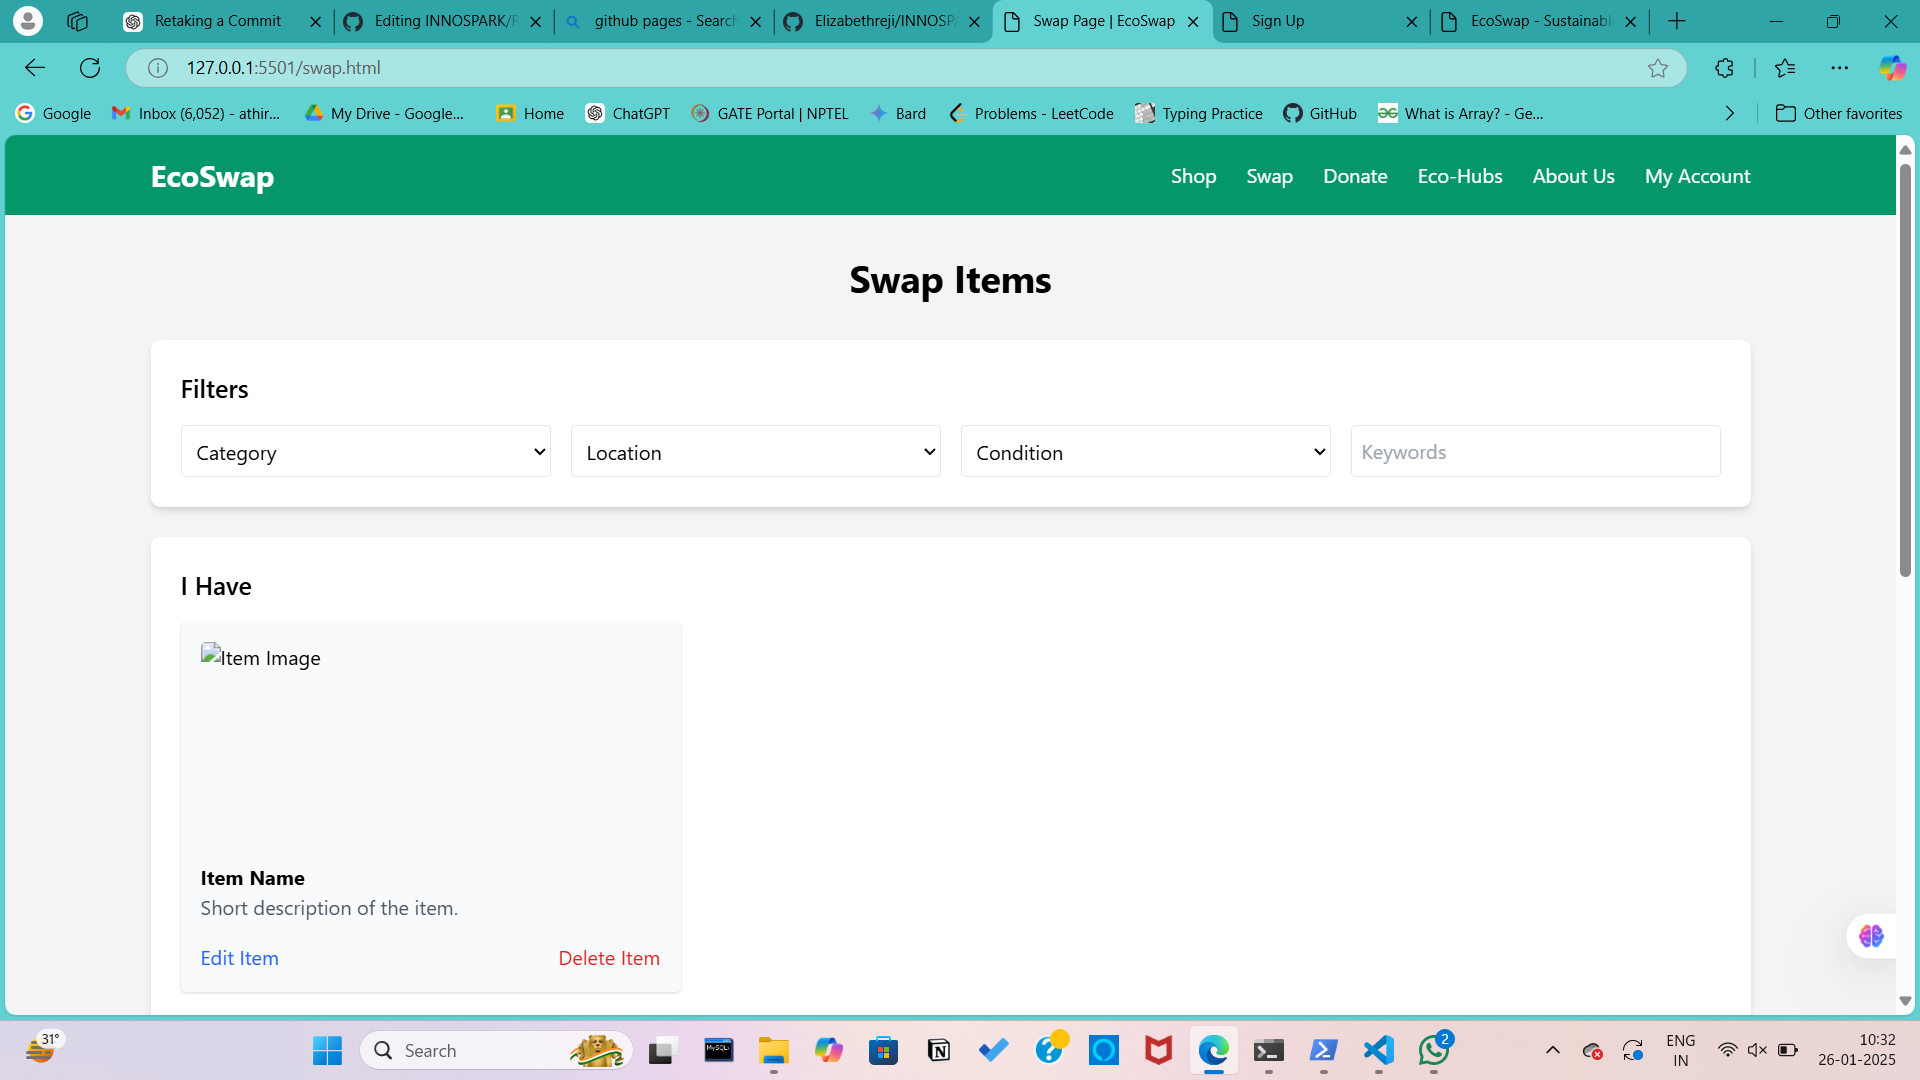 Retaking a Commit
Editing INNOSPARK/R
github pages - Search
Elizabethreji/INNOSPA
Swap Page | EcoSwap
Sign Up
EcoSwap - Sustainabl
127.0.0.1:5501/swap.html
Google
Inbox (6,052) - athir...
My Drive - Google...
Home
ChatGPT
GATE Portal | NPTEL
Bard
Problems - LeetCode
Typing Practice
GitHub
What is Array? - Ge...
Other favorites
EcoSwap
Shop
Swap
Donate
Eco-Hubs
About Us
My Account
Swap Items
Filters
Category
Location
Condition
Keywords
I Have
Item Image
Item Name
Short description of the item.
Edit Item
Delete Item
31°
Search
MySQL
2
ENG
IN
10:32
26-01-2025